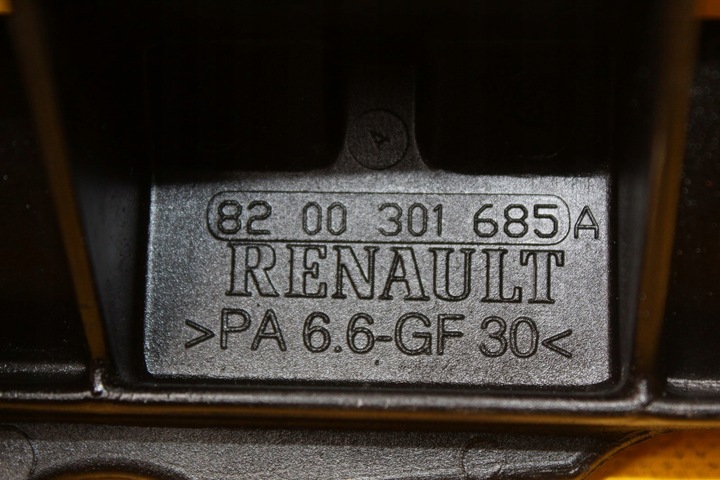 82 00 301 685 A
RENAULT
>PA 6.6-GF 30<